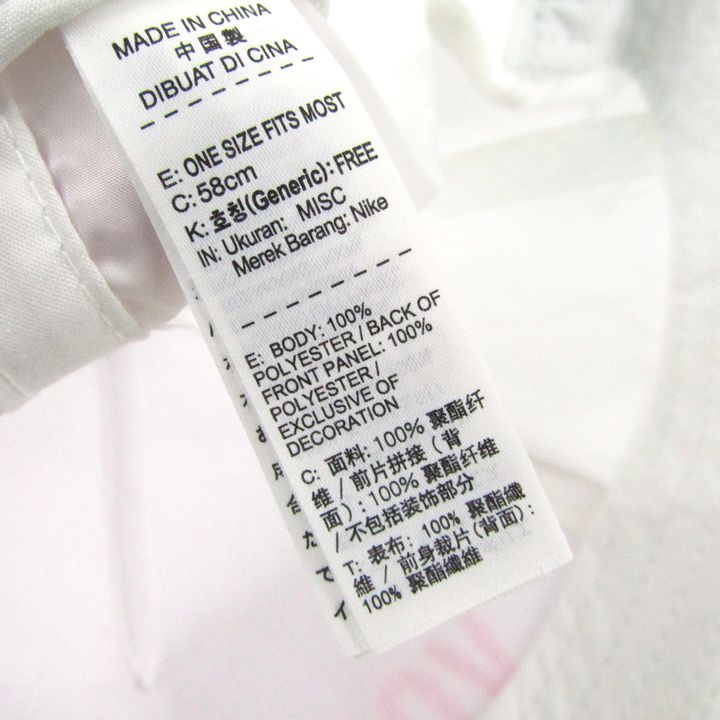 MADE IN CHINA
中国製
DIBUAT DI CINA
E: ONE SIZE FITS MOST
C: 58cm
K: 호칭(Generic): FREE
IN: Ukuran: MISC
Merek Barang: Nike
E: BODY: 100%
POLYESTER / BACK OF
FRONT PANEL: 100%
POLYESTER /
EXCLUSIVE OF
DECORATION
C: 面料: 100% 聚酯纤
维 / 前片拼接 (背
面) : 100% 聚酯纤维
/ 不包括装饰部分
T: 表布: 100% 聚酯纖
維 / 前身裁片(背面):
100% 聚酯纖維